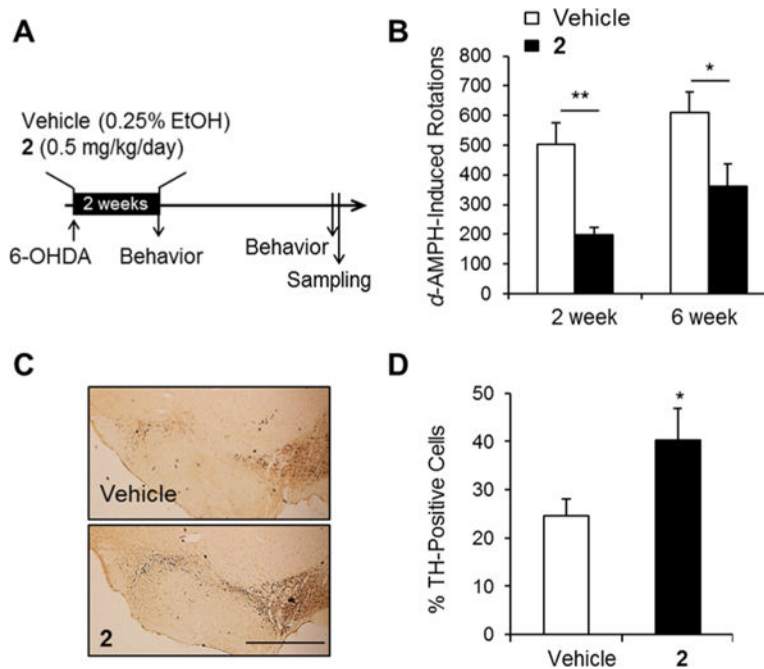 A
Vehicle (0.25% EtOH)
2 (0.5 mg/kg/day)
2 weeks
6-OHDA
Behavior
Behavior
Sampling
B
Vehicle
2
d-AMPH-Induced Rotations
800
700
600
500
400
300
200
100
0
**
*
2 week
6 week
C
Vehicle
2
D
% TH-Positive Cells
50
40
30
20
10
0
*
Vehicle
2